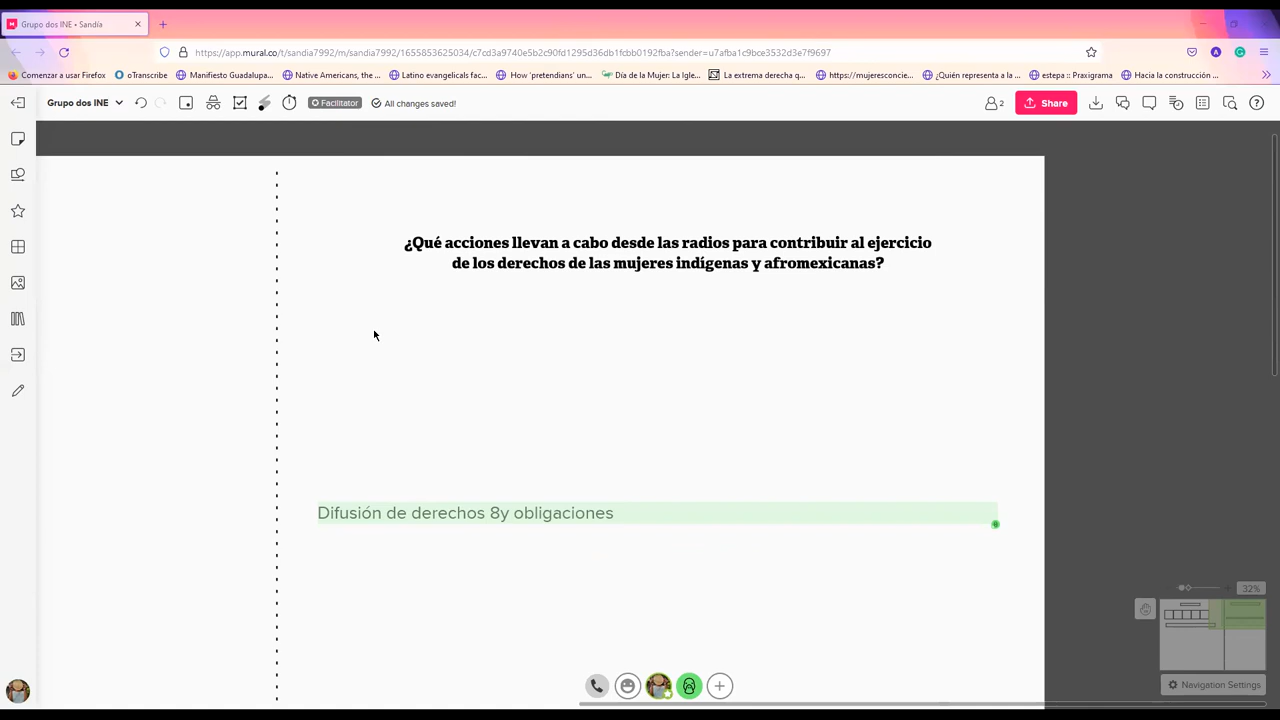 Grupo dos INE • Sandía
https://app.mural.co/t/sandia7992/m/sandia7992/1655853625034/c7cd3a9740e5b2c90fd1295d36db1fcbb0192fba?sender=u7afba1c9bce3532d3e7f9697
Comenzar a usar Firefox
oTranscribe
Manifiesto Guadalupa...
Native Americans, the...
Latino evangelicals fac...
How 'pretendians' un...
Día de la Mujer: La Igle...
La extrema derecha q...
https://mujeresconcie...
¿Quién representa a la ...
estepa :: Praxigrama
Hacia la construcción ...
Grupo dos INE
Facilitator
All changes saved!
2
Share
¿Qué acciones llevan a cabo desde las radios para contribuir al ejercicio
de los derechos de las mujeres indígenas y afromexicanas?
Difusión de derechos 8y obligaciones
32%
Navigation Settings